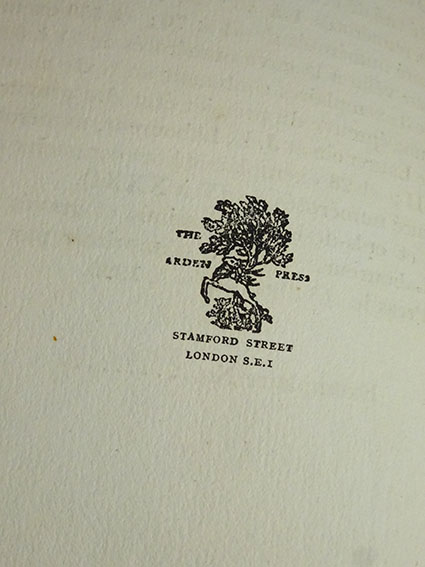 THE
ARDEN PRESS
STAMFORD STREET
LONDON S.E.1